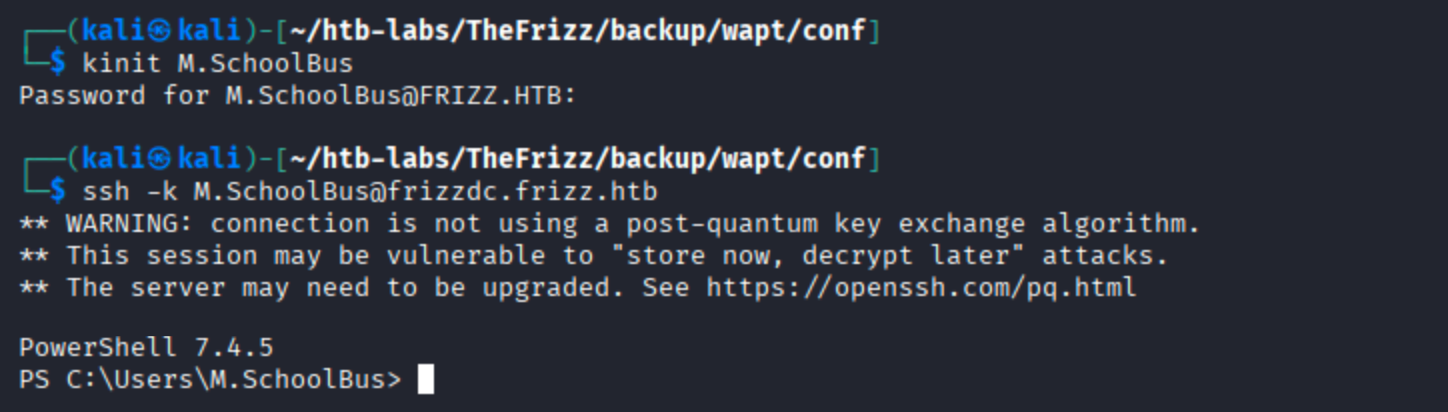 ┌──(kali㉿kali)-[~/htb-labs/TheFrizz/backup/wapt/conf]
└─$ kinit M.SchoolBus
Password for M.SchoolBus@FRIZZ.HTB:
┌──(kali㉿kali)-[~/htb-labs/TheFrizz/backup/wapt/conf]
└─$ ssh -k M.SchoolBus@frizzdc.frizz.htb
** WARNING: connection is not using a post-quantum key exchange algorithm.
** This session may be vulnerable to "store now, decrypt later" attacks.
** The server may need to be upgraded. See https://openssh.com/pq.html
PowerShell 7.4.5
PS C:\Users\M.SchoolBus>